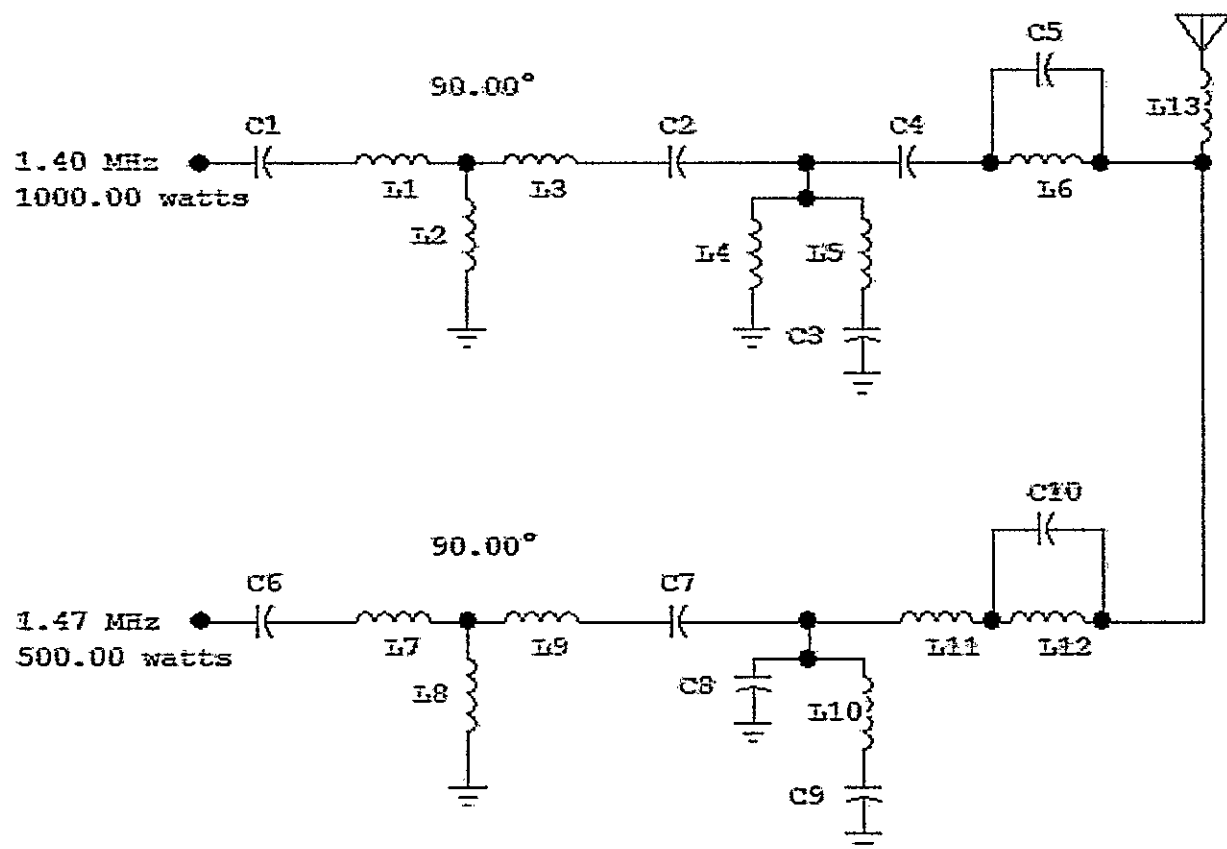 C5
90.00°
L13
C1
C2
C4
1.40 MHz
1000.00 watts
L1
L3
L6
L2
L4
L5
C3
C10
90.00°
C6
C7
1.47 MHz
500.00 watts
L7
L9
L11
L12
L8
C8
L10
C9